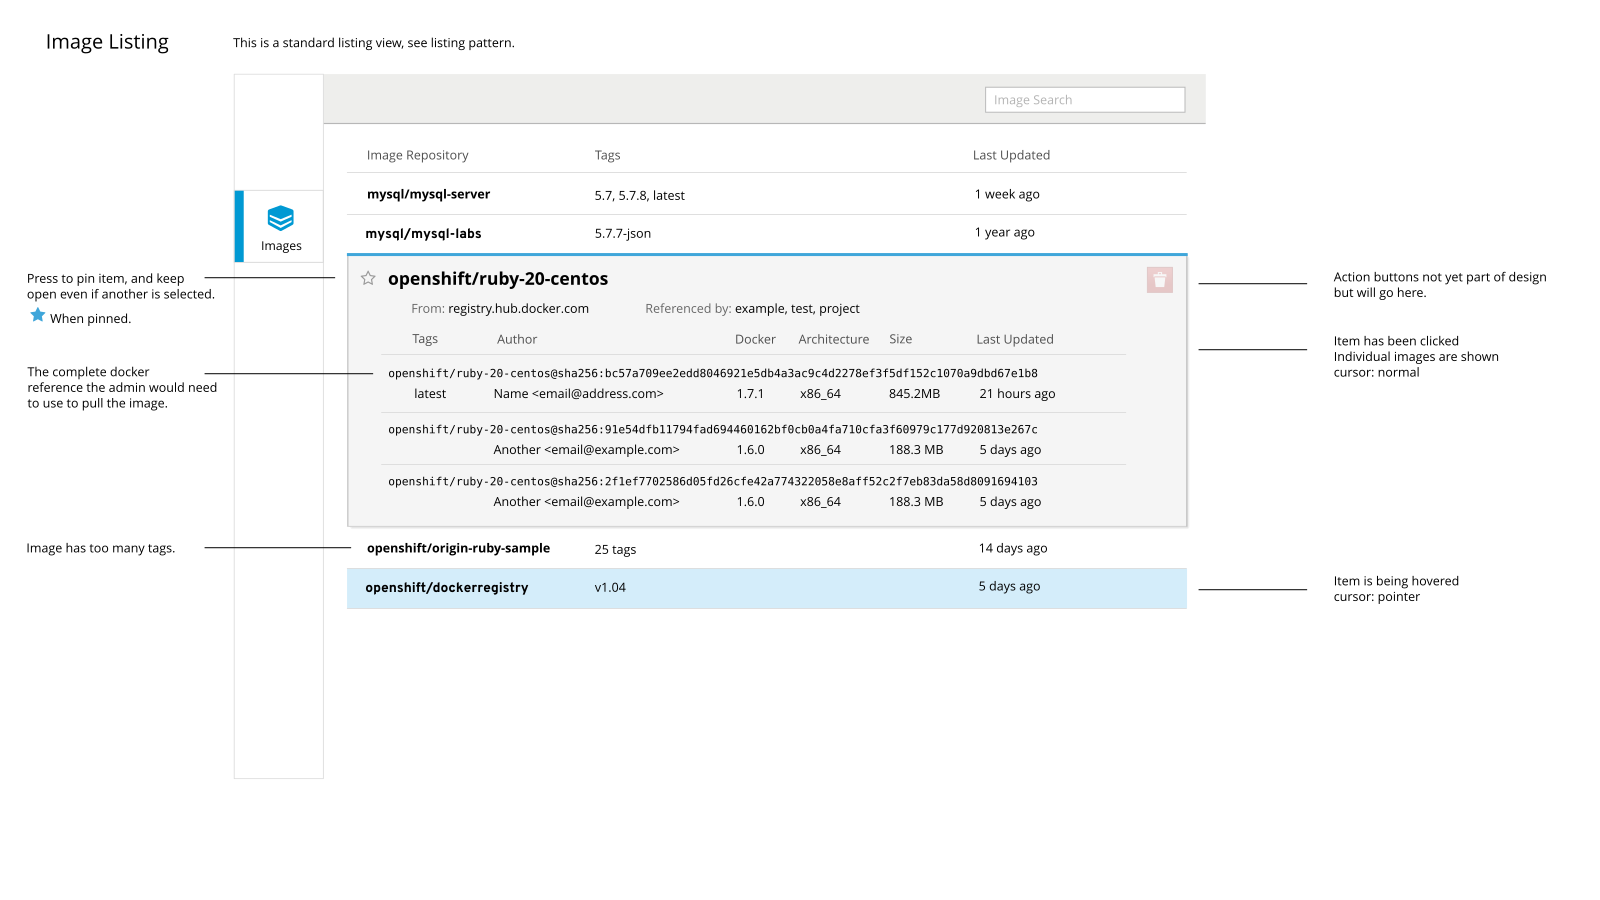 Image Listing
This is a standard listing view, see listing pattern.
Image Search
Image Repository Tags Last Updated
mysql/mysql-server 5.7, 5.7.8, latest 1 week ago
mysql/mysql-labs 5.7.7-json 1 year ago
Images
Press to pin item, and keep
open even if another is selected.
When pinned.
openshift/ruby-20-centos
From: registry.hub.docker.com Referenced by: example, test, project
Tags Author Docker Architecture Size Last Updated
openshift/ruby-20-centos@sha256:bc57a709ee2edd8046921e5db4a3ac9c4d2278ef3f5df152c1070a9dbd67e1b8
latest Name <email@address.com> 1.7.1 x86_64 845.2MB 21 hours ago
openshift/ruby-20-centos@sha256:91e54dfb11794fad694460162bf0cb0a4fa710cfa3f60979c177d920813e267c
Another <email@example.com> 1.6.0 x86_64 188.3 MB 5 days ago
openshift/ruby-20-centos@sha256:2f1ef7702586d05fd26cfe42a774322058e8aff52c2f7eb83da58d8091694103
Another <email@example.com> 1.6.0 x86_64 188.3 MB 5 days ago
The complete docker
reference the admin would need
to use to pull the image.
Action buttons not yet part of design
but will go here.
Item has been clicked
Individual images are shown
cursor: normal
Image has too many tags.
openshift/origin-ruby-sample 25 tags 14 days ago
openshift/dockerregistry v1.04 5 days ago
Item is being hovered
cursor: pointer